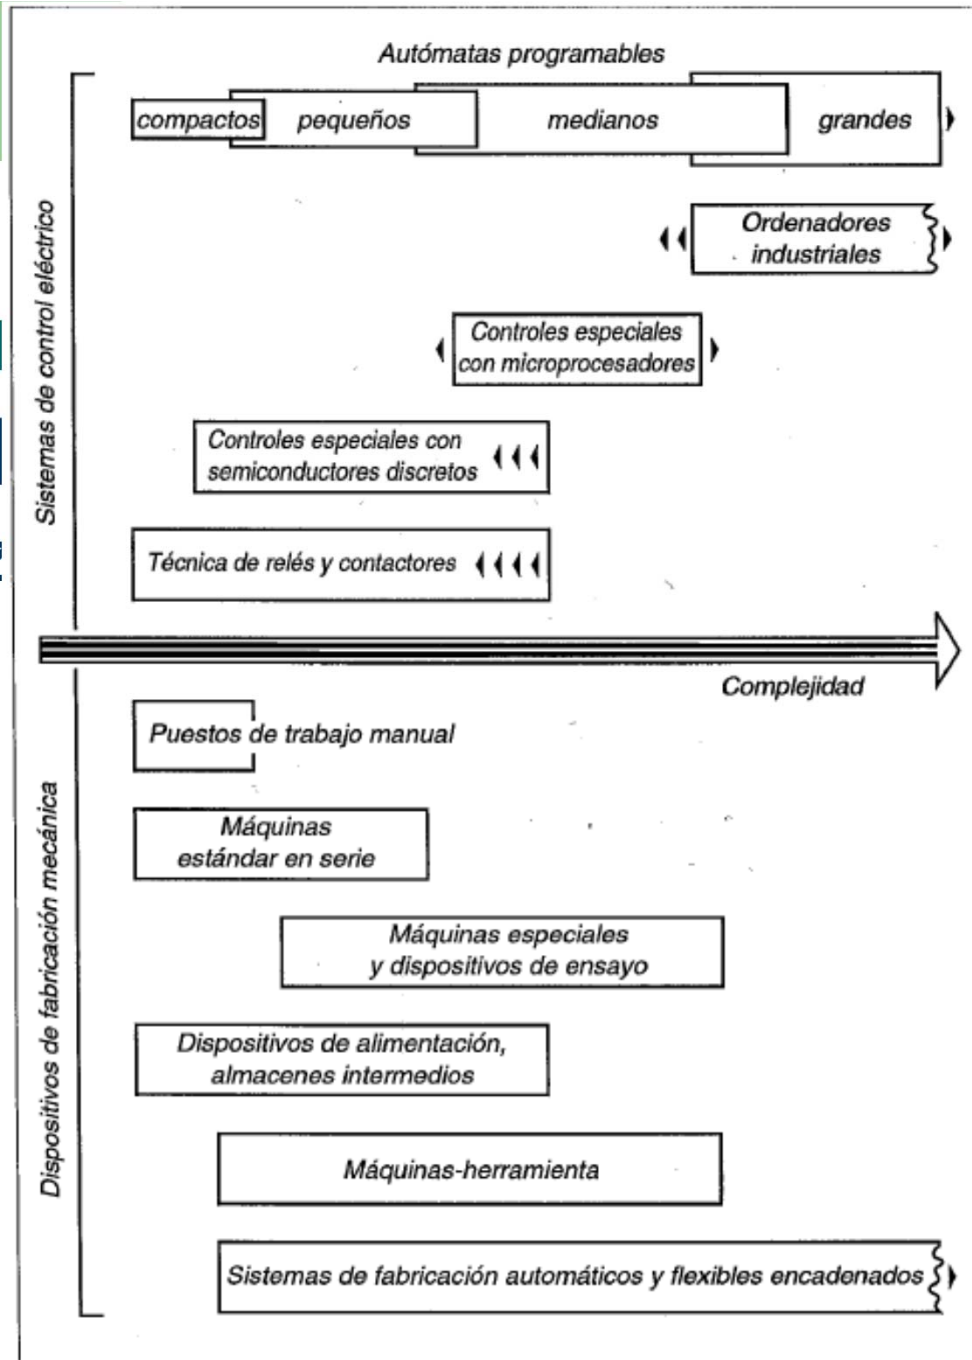 Autómatas programables
compactos
pequeños
medianos
grandes
Ordenadores
industriales
Controles especiales
con microprocesadores
Controles especiales con
semiconductores discretos
Técnica de relés y contactores
Sistemas de control eléctrico
Complejidad
Puestos de trabajo manual
Máquinas
estándar en serie
Máquinas especiales
y dispositivos de ensayo
Dispositivos de alimentación,
almacenes intermedios
Máquinas-herramienta
Sistemas de fabricación automáticos y flexibles encadenados
Dispositivos de fabricación mecánica